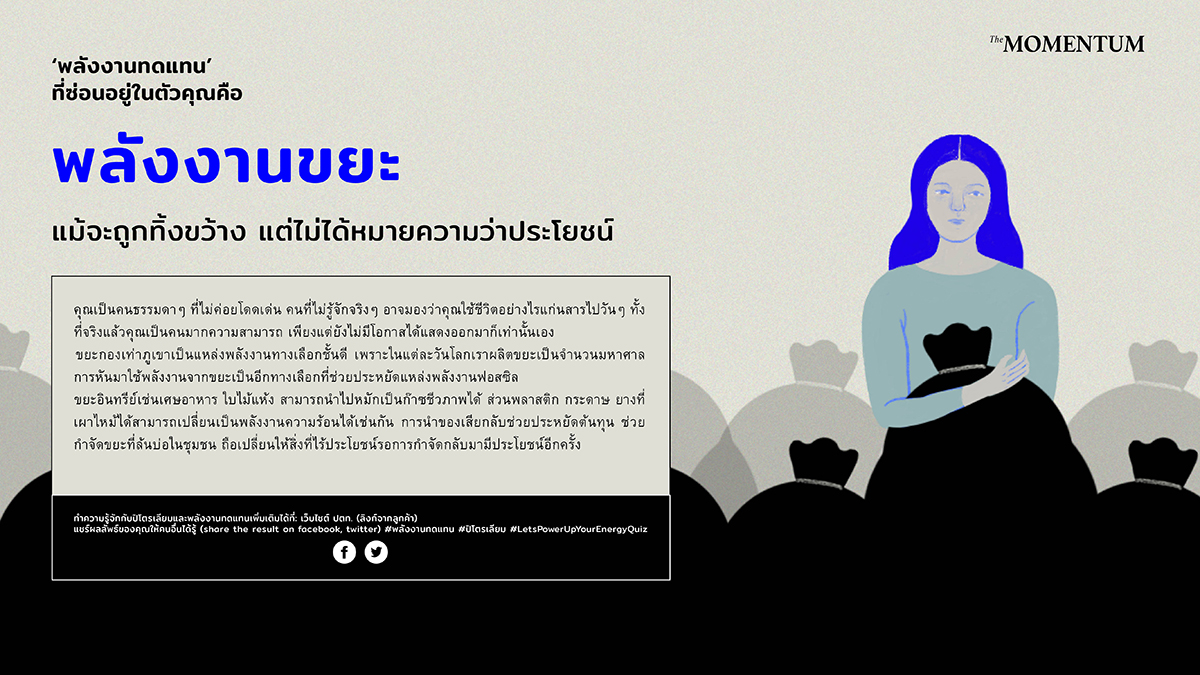 The MOMENTUM
‘พลังงานทดแทน’
ที่ซ่อนอยู่ในตัวคุณคือ
พลังงานขยะ
แม้จะถูกทิ้งขว้าง แต่ไม่ได้หมายความว่าประโยชน์
คุณเป็นคนธรรมดาๆ ที่ไม่ค่อยโดดเด่น คนที่ไม่รู้จักจริงๆ อาจมองว่าคุณใช้ชีวิตอย่างไรแก่นสารไปวันๆ ทั้ง
ที่จริงแล้วคุณเป็นคนมากความสามารถ เพียงแต่ยังไม่มีโอกาสได้แสดงออกมาก็เท่านั้นเอง
ขยะกองเท่าภูเขาเป็นแหล่งพลังงานทางเลือกชั้นดี เพราะในแต่ละวันโลกเราผลิตขยะเป็นจำนวนมหาศาล
การหันมาใช้พลังงานจากขยะเป็นอีกทางเลือกที่ช่วยประหยัดแหล่งพลังงานฟอสซิล
ขยะอินทรีย์เช่นเศษอาหาร ใบไม้แห้ง สามารถนำไปหมักเป็นก๊าซชีวภาพได้ ส่วนพลาสติก กระดาษ ยางที่
เผาไหม้ได้สามารถเปลี่ยนเป็นพลังงานความร้อนได้เช่นกัน การนำของเสียกลับช่วยประหยัดต้นทุน ช่วย
กำจัดขยะที่ล้นบ่อในชุมชน ถือเปลี่ยนให้สิ่งที่ไร้ประโยชน์รอการกำจัดกลับมามีประโยชน์อีกครั้ง
ทำความรู้จักกับปิโตรเลียมและพลังงานทดแทนเพิ่มเติมได้ที่: เว็บไซต์ ปตท. (ลิงก์จากลูกค้า)
แชร์ผลลัพธ์ของคุณให้คนอื่นได้รู้ (share the result on facebook, twitter) #พลังงานทดแทน #ปิโตรเลียม #LetsPowerUpYourEnergyQuiz